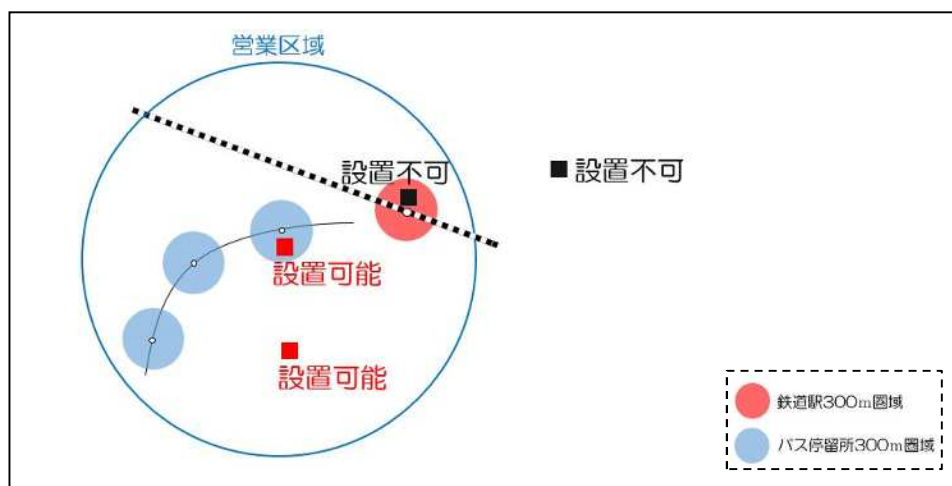 営業区域
設置不可
■設置不可
設置可能
設置可能
鉄道駅300m圏域
バス停留所300m圏域